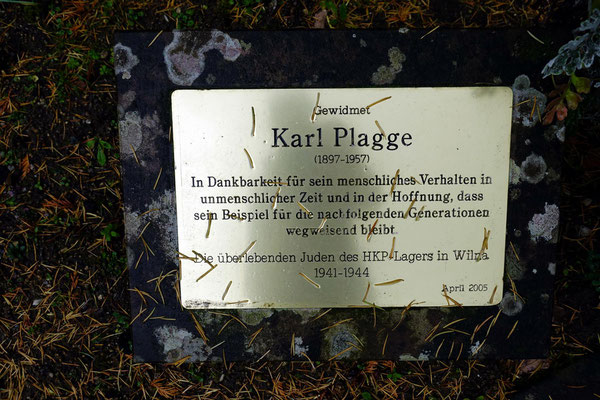 Gewidmet
Karl Plagge
(1897-1957)
In Dankbarkeit für sein menschliches Verhalten in
unmenschlicher Zeit und in der Hoffnung, dass
sein Beispiel für die nachfolgenden Generationen
wegweisend bleibt
Die überlebenden Juden des HKP-Lagers in Wilna
1941-1944
April 2005